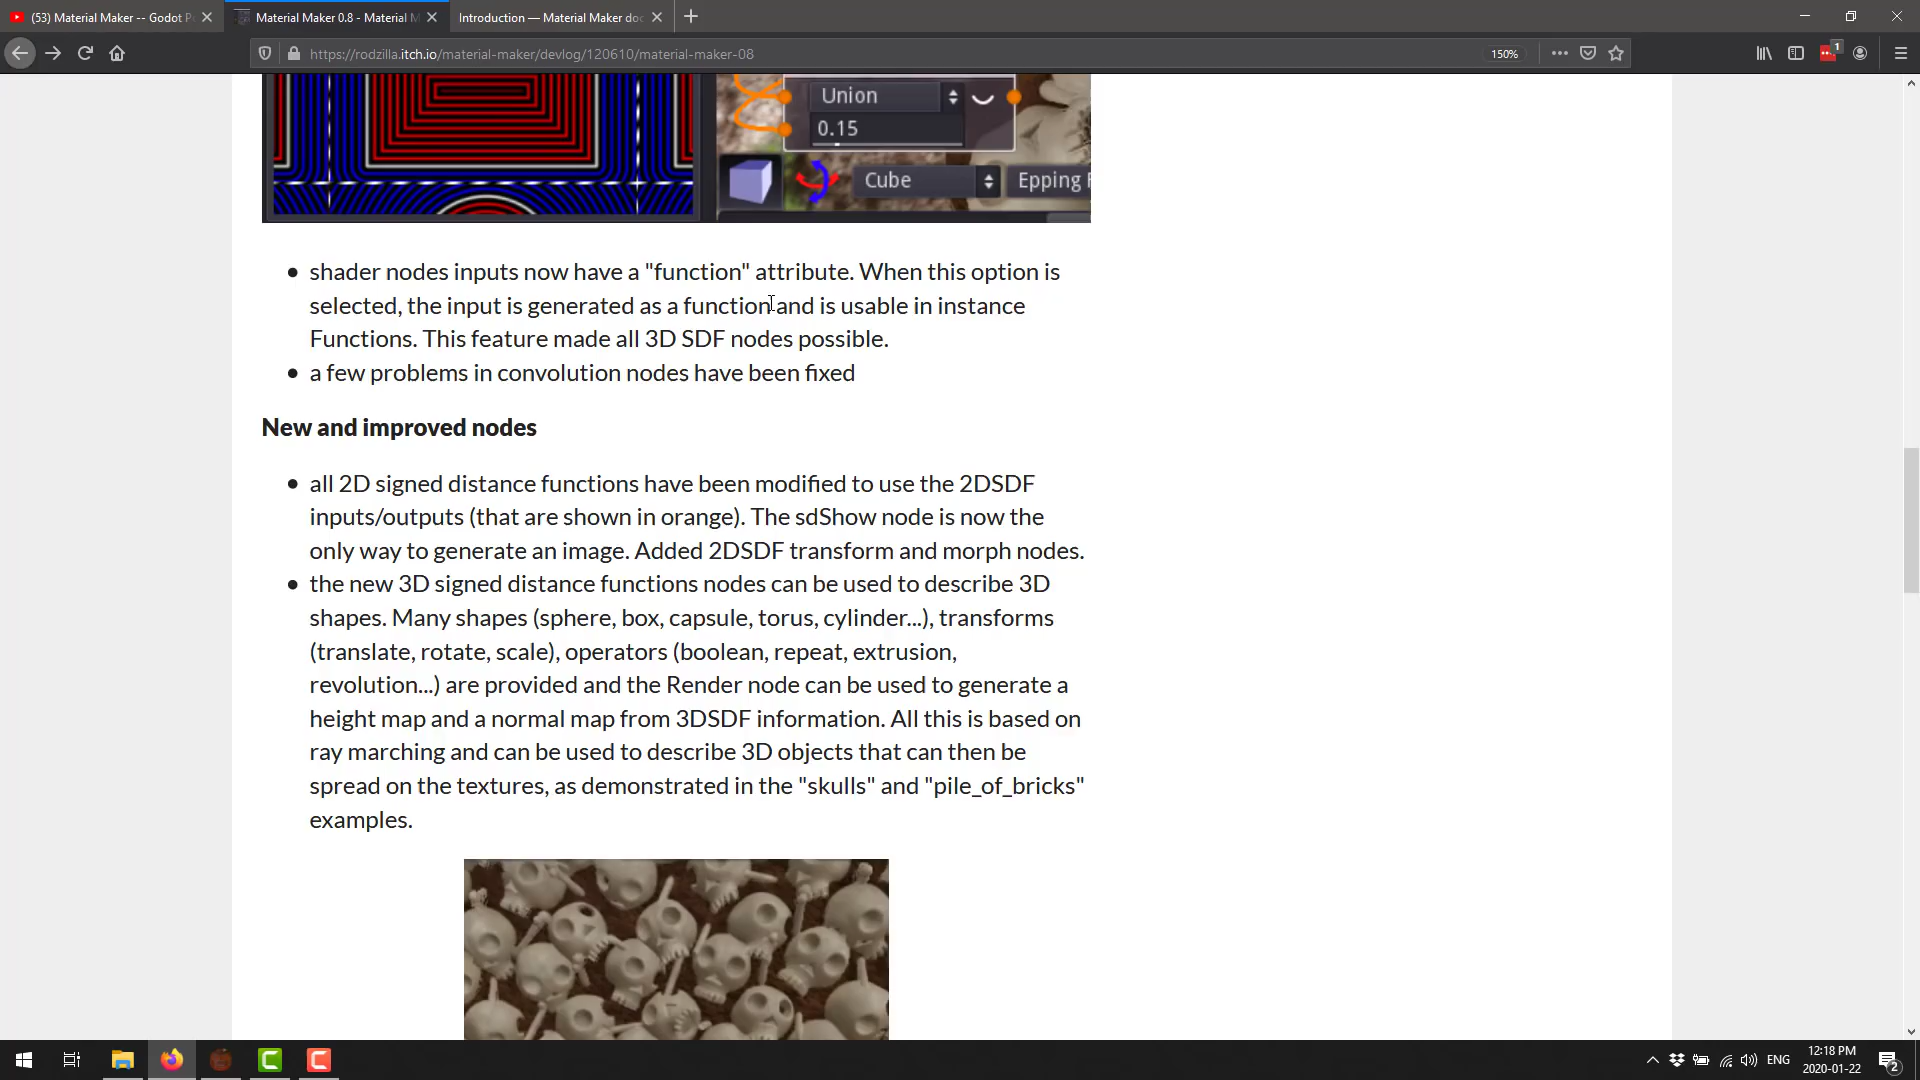 (53) Material Maker -- Godot P
Material Maker 0.8 - Material M
Introduction — Material Maker do
https://rodzilla.itch.io/material-maker/devlog/120610/material-maker-08
150%
1
Union
0.15
Cube
Epping
shader nodes inputs now have a "function" attribute. When this option is
selected, the input is generated as a function and is usable in instance
Functions. This feature made all 3D SDF nodes possible.
a few problems in convolution nodes have been fixed
New and improved nodes
all 2D signed distance functions have been modified to use the 2DSDF
inputs/outputs (that are shown in orange). The sdShow node is now the
only way to generate an image. Added 2DSDF transform and morph nodes.
the new 3D signed distance functions nodes can be used to describe 3D
shapes. Many shapes (sphere, box, capsule, torus, cylinder...), transforms
(translate, rotate, scale), operators (boolean, repeat, extrusion,
revolution...) are provided and the Render node can be used to generate a
height map and a normal map from 3DSDF information. All this is based on
ray marching and can be used to describe 3D objects that can then be
spread on the textures, as demonstrated in the "skulls" and "pile_of_bricks"
examples.
ENG
12:18 PM
2020-01-22
2